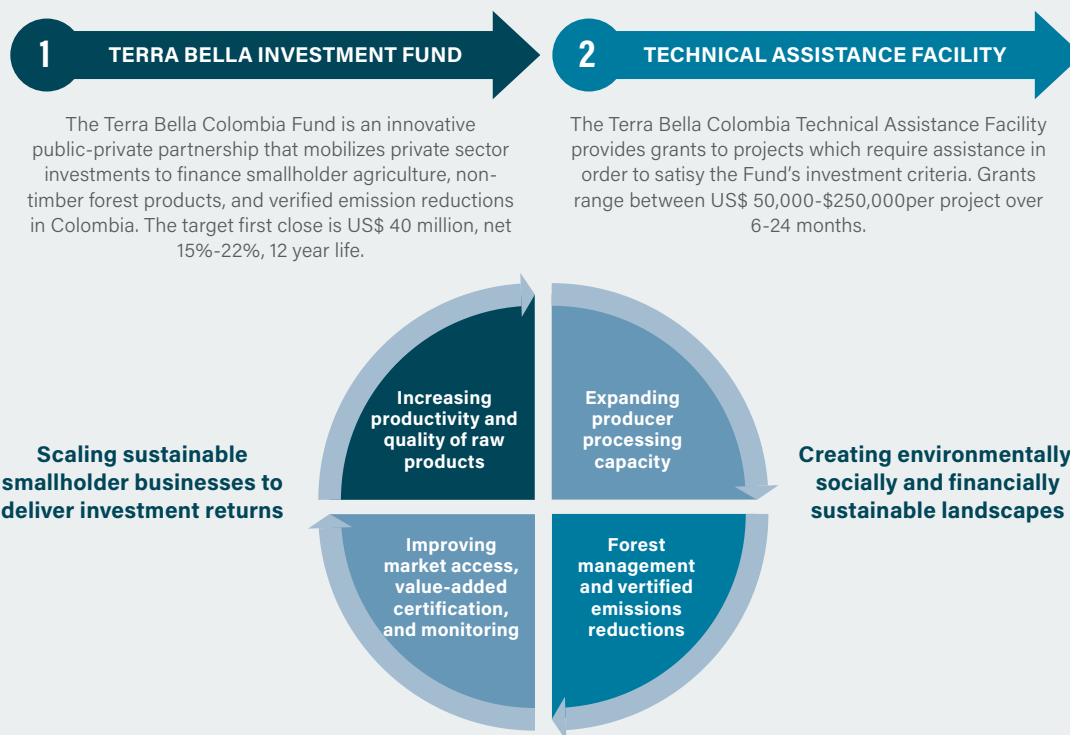 1
TERRA BELLA INVESTMENT FUND
The Terra Bella Colombia Fund is an innovative
public-private partnership that mobilizes private sector
investments to finance smallholder agriculture, non-
timber forest products, and verified emission reductions
in Colombia. The target first close is US$ 40 million, net
15%-22%, 12 year life.
2
TECHNICAL ASSISTANCE FACILITY
The Terra Bella Colombia Technical Assistance Facility
provides grants to projects which require assistance in
order to satisy the Fund's investment criteria. Grants
range between US$ 50,000-$250,000per project over
6-24 months.
Scaling sustainable
smallholder businesses to
deliver investment returns
Increasing
productivity and
quality of raw
products
Expanding
producer
processing
capacity
Improving
market access,
value-added
certification,
and monitoring
Forest
management
and vertified
emissions
reductions
Creating environmentally
socially and financially
sustainable landscapes